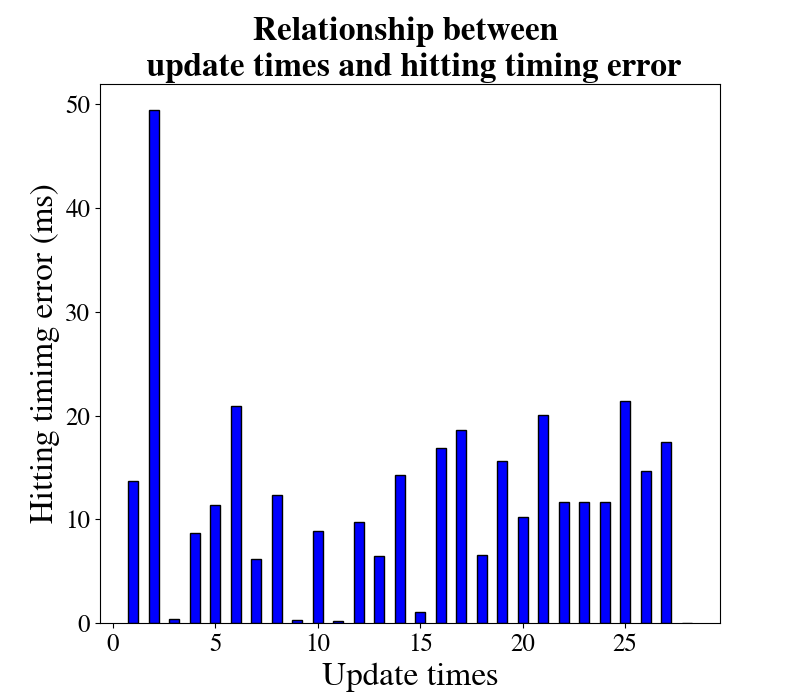 Relationship between
update times and hitting timing error
Hitting timimg error (ms)
50
40
30
20
10
0
0 5 10 15 20 25
Update times